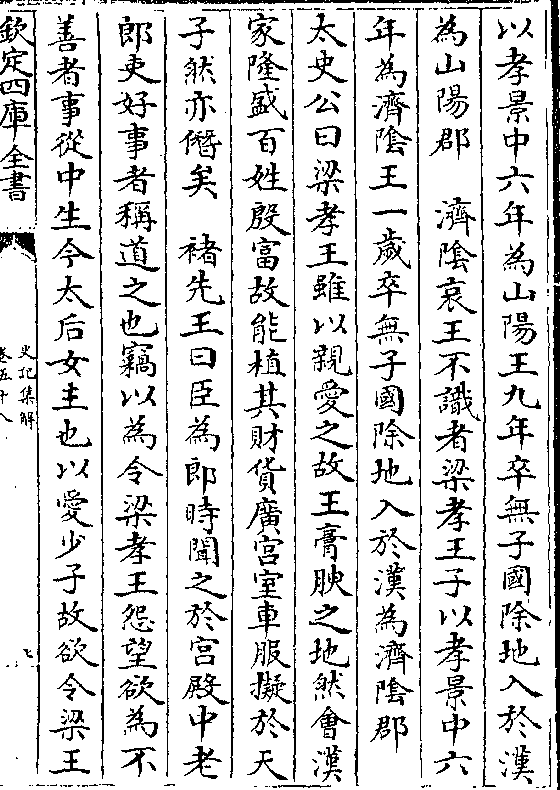 以孝景中六年為山陽王九年卒無子國除地入於漢
為山陽郡　濟隂哀王不識者梁孝王子以孝景中六
年為濟隂王一歲卒無子國除地入於漢為濟隂郡
太史公曰梁孝王雖以親愛之故王膏腴之地然會漢
家隆盛百姓殷富故能植其財貨廣宫室車服擬於天
子然亦僭矣　褚先王曰臣為郎時聞之於宫殿中老
郎吏好事者稱道之也竊以為令梁孝王怨望欲為不
善者事從中生今太后女主也以愛少子故欲令梁王
欽定四庫全書
史記集解
卷五十八
七